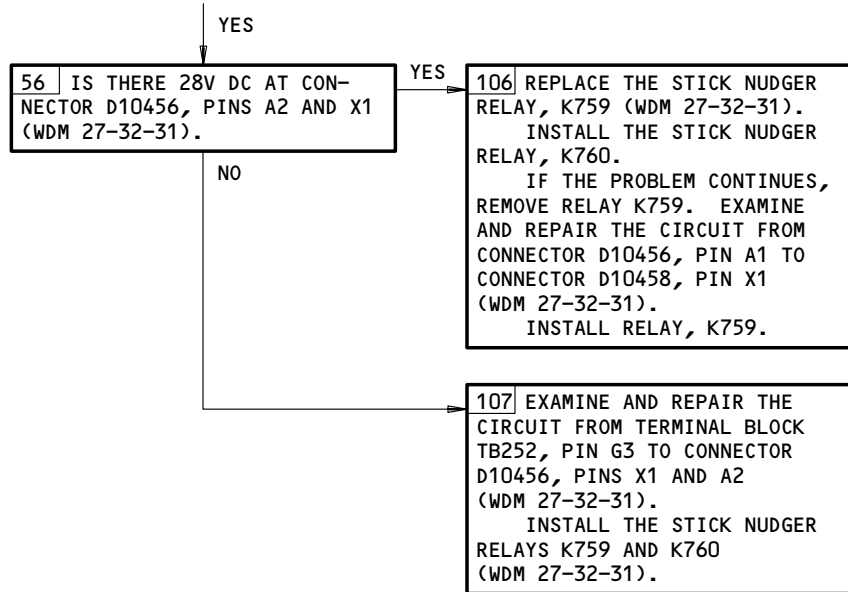 YES
56 IS THERE 28V DC AT CON-
NECTOR D10456, PINS A2 AND X1
(WDM 27-32-31).
YES
NO
106 REPLACE THE STICK NUDGER
RELAY, K759 (WDM 27-32-31).
INSTALL THE STICK NUDGER
RELAY, K760.
IF THE PROBLEM CONTINUES,
REMOVE RELAY K759. EXAMINE
AND REPAIR THE CIRCUIT FROM
CONNECTOR D10456, PIN A1 TO
CONNECTOR D10458, PIN X1
(WDM 27-32-31).
INSTALL RELAY, K759.
107 EXAMINE AND REPAIR THE
CIRCUIT FROM TERMINAL BLOCK
TB252, PIN G3 TO CONNECTOR
D10456, PINS X1 AND A2
(WDM 27-32-31).
INSTALL THE STICK NUDGER
RELAYS K759 AND K760
(WDM 27-32-31).